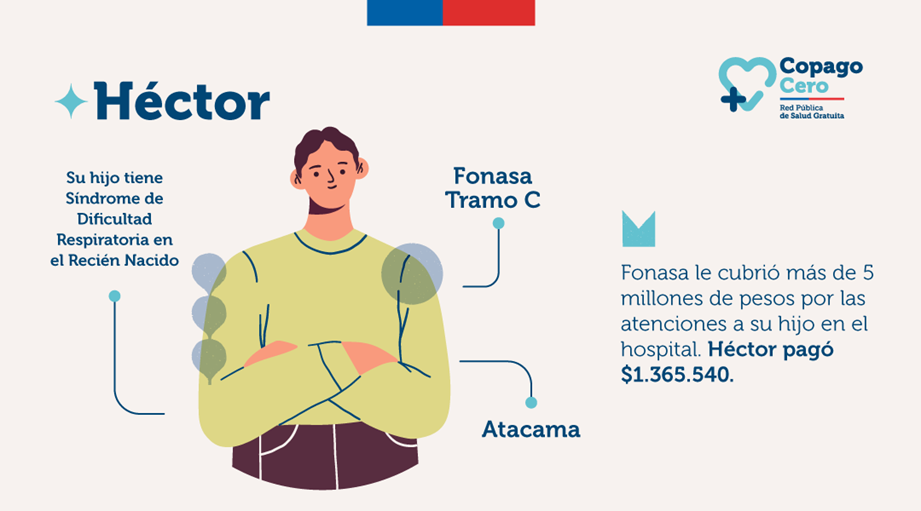 Héctor
Copago
Cero
Red Pública
de Salud Gratuita
Su hijo tiene
Síndrome de
Dificultad
Respiratoria en
el Recién Nacido
Fonasa
Tramo C
Atacama
Fonasa le cubrió más de 5
millones de pesos por las
atenciones a su hijo en el
hospital. Héctor pagó
$1.365.540.